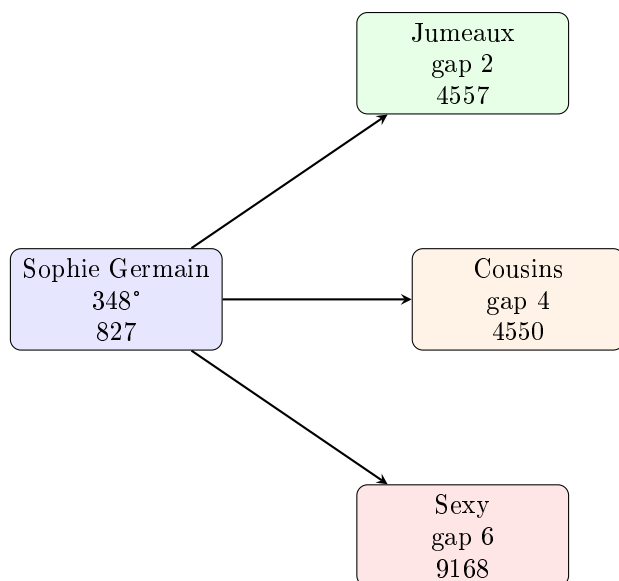 Jumeaux
gap 2
4557
Sophie Germain
348°
827
Cousins
gap 4
4550
Sexy
gap 6
9168